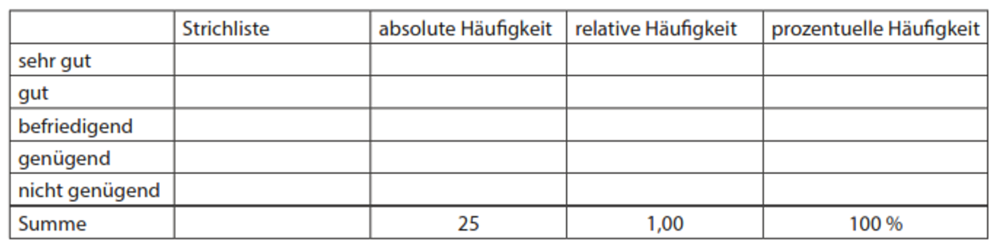 Strichliste absolute Häufigkeit relative Häufigkeit prozentuelle Häufigkeit
sehr gut
gut
befriedigend
genügend
nicht genügend
Summe 25 1,00 100 %